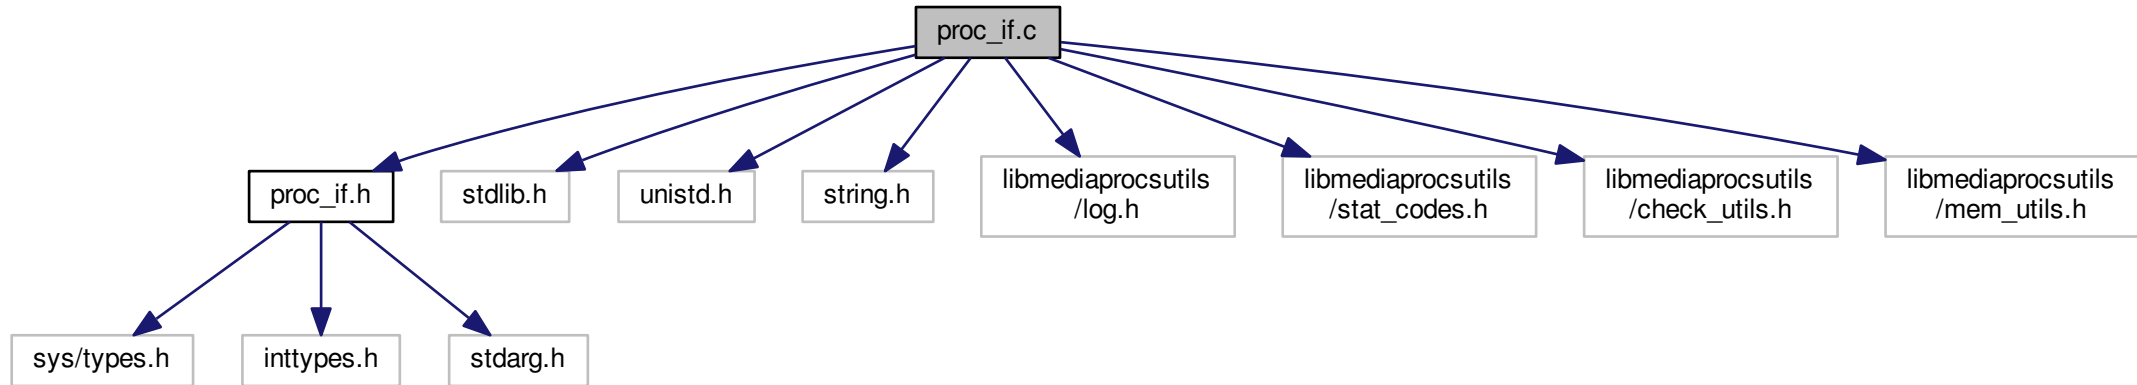 proc_if.c
proc_if.h
stdlib.h
unistd.h
string.h
libmediaprocsutils
/log.h
libmediaprocsutils
/stat_codes.h
libmediaprocsutils
/check_utils.h
libmediaprocsutils
/mem_utils.h
sys/types.h
inttypes.h
stdarg.h